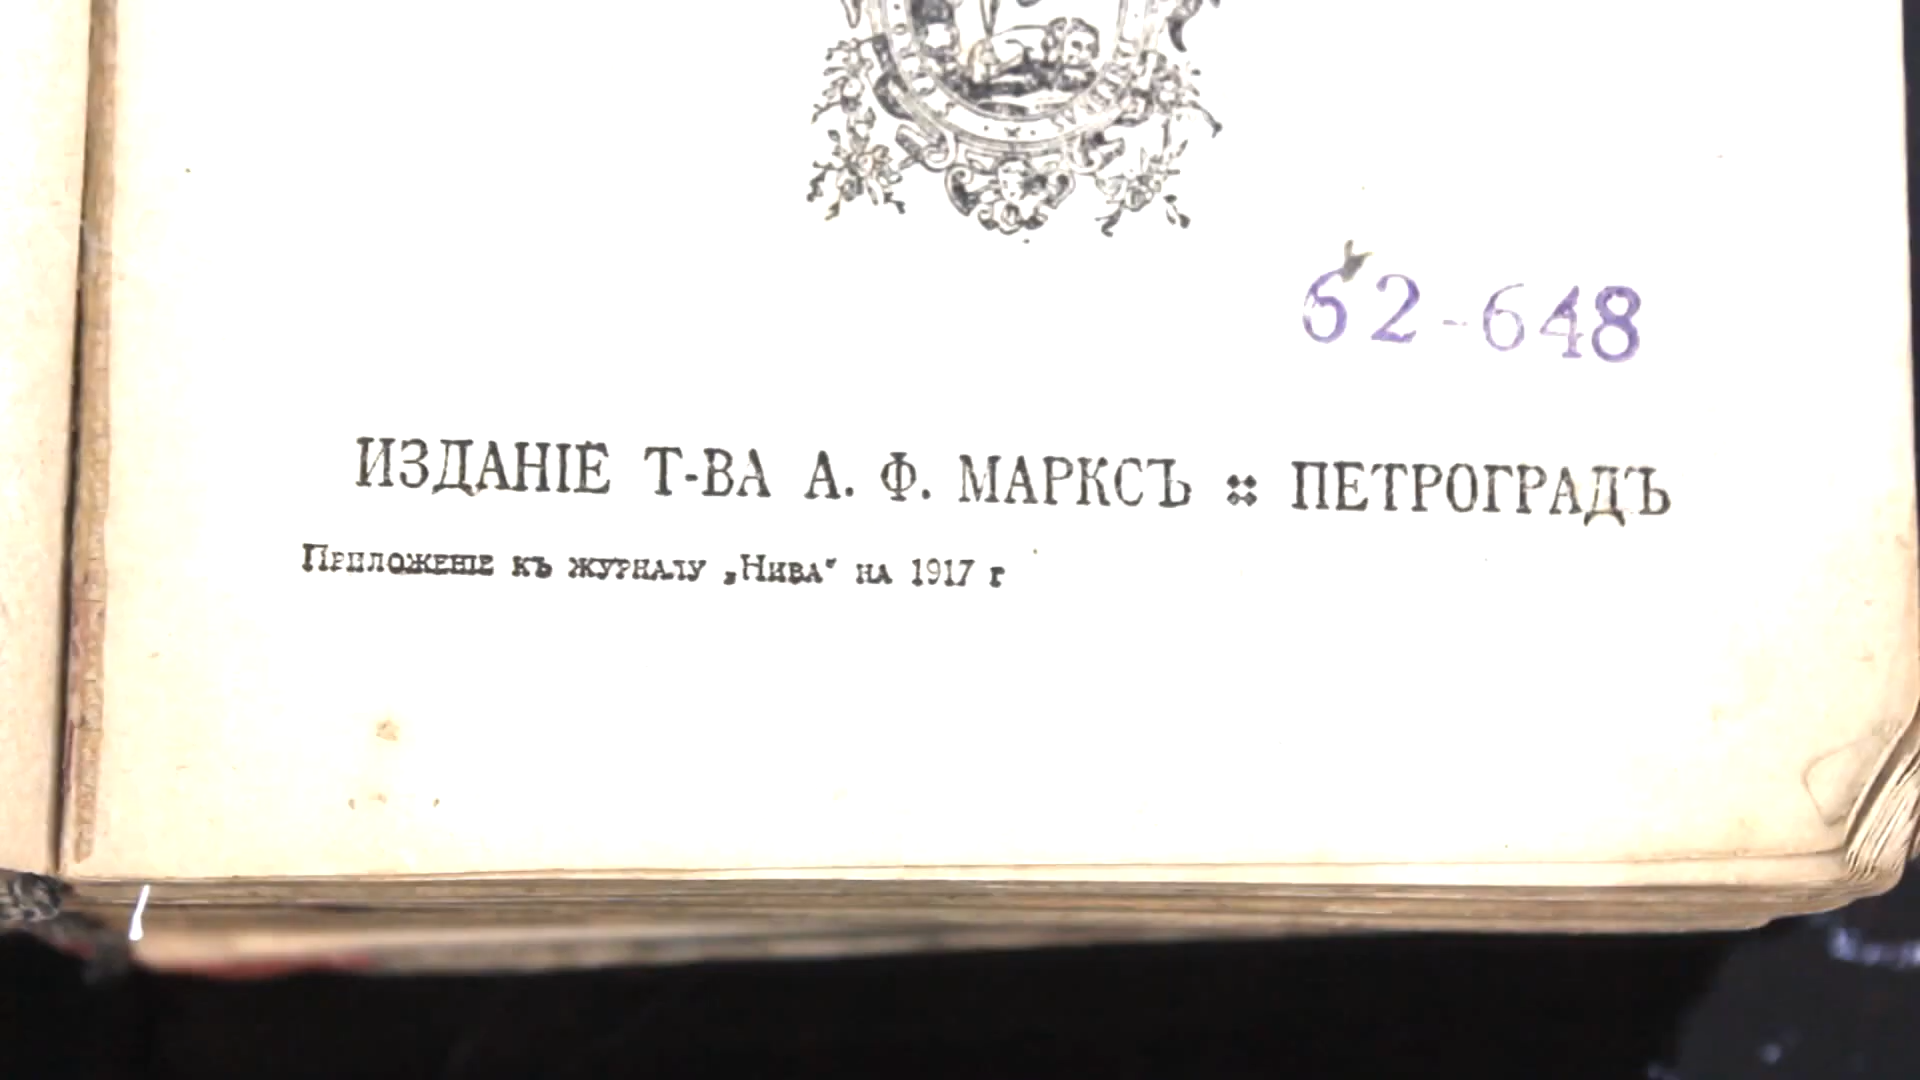 62-648
ИЗДАНІЕ Т-ВА А. Ф. МАРКСЪ :: ПЕТРОГРАДЪ
Приложеніе къ журналу „Нива“ на 1917 г